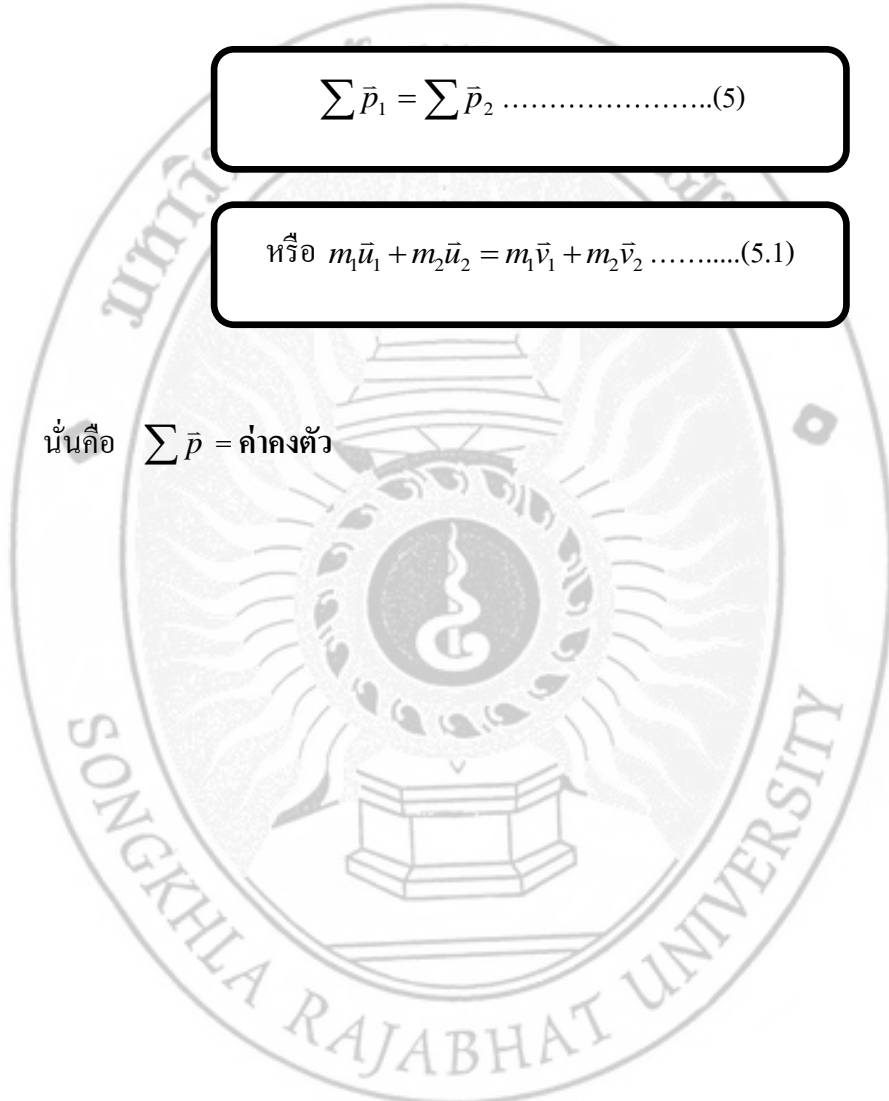 ∑ p⃗₁ = ∑ p⃗₂ ……………………..(5)
หรือ m₁u⃗₁ + m₂u⃗₂ = m₁v⃗₁ + m₂v⃗₂ …….....(5.1)
นั่นคือ ∑ p⃗ = ค่าคงตัว
SONGKHLA RAJABHAT UNIVERSITY